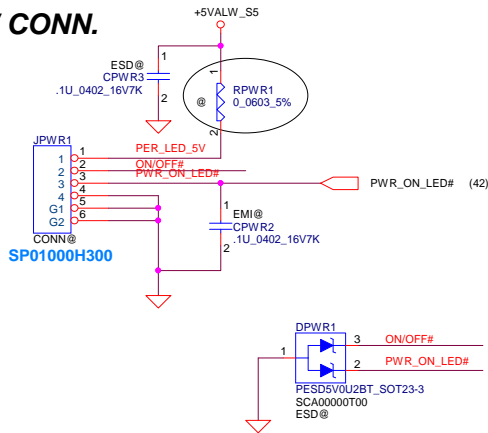 CONN.
+5VALW_S5
ESD@
CPWR3
.1U_0402_16V7K
1
2
1
2
@
RPWR1
0_0603_5%
JPWR1
1
2
3
4
G1
G2
1
2
3
4
5
6
PER_LED_5V
ON/OFF#
PWR_ON_LED#
PWR_ON_LED# (42)
CONN@
SP01000H300
1
2
EMI@
CPWR2
.1U_0402_16V7K
DPWR1
1
3
2
ON/OFF#
PWR_ON_LED#
PESD5V0U2BT_SOT23-3
SCA00000T00
ESD@